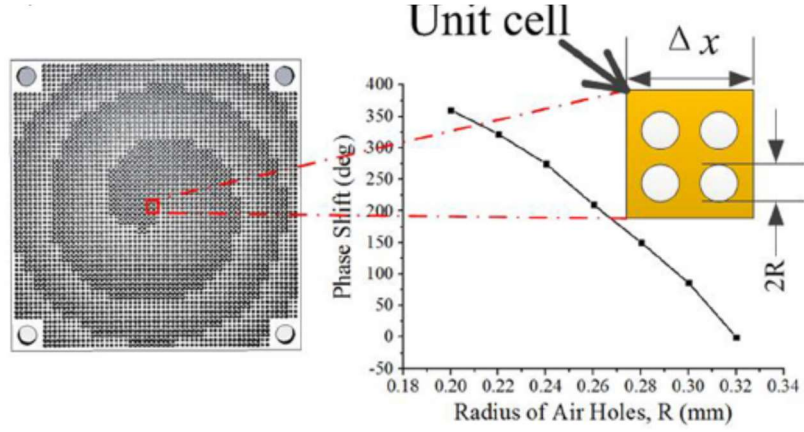 Unit cell
Δ x
2R
Phase Shift (deg)
400
350
300
250
200
150
100
50
0
-50
0.18 0.20 0.22 0.24 0.26 0.28 0.30 0.32 0.34
Radius of Air Holes, R (mm)